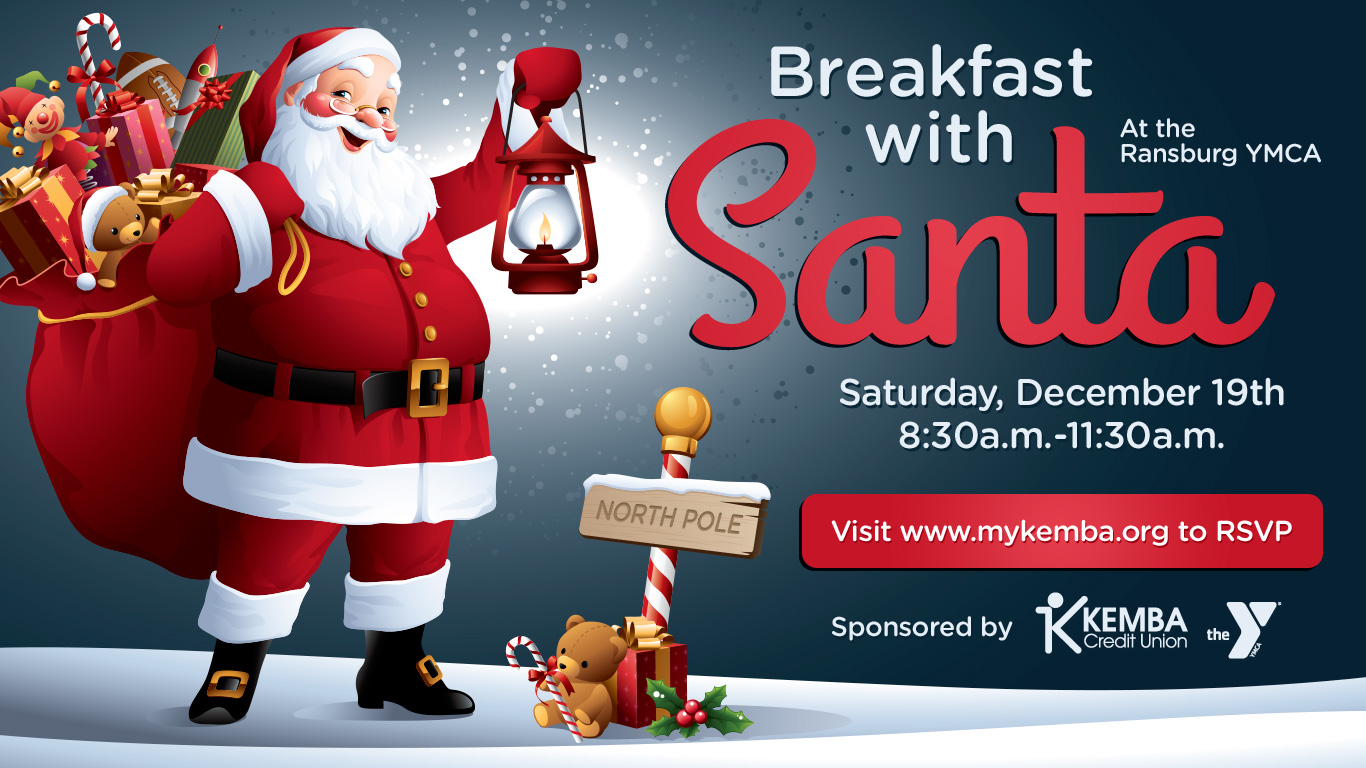 Breakfast
with
At the
Ransburg YMCA
Santa
Saturday, December 19th
8:30a.m.-11:30a.m.
NORTH POLE
Visit www.mykemba.org to RSVP
Sponsored by
KEMBA
Credit Union
the
YMCA